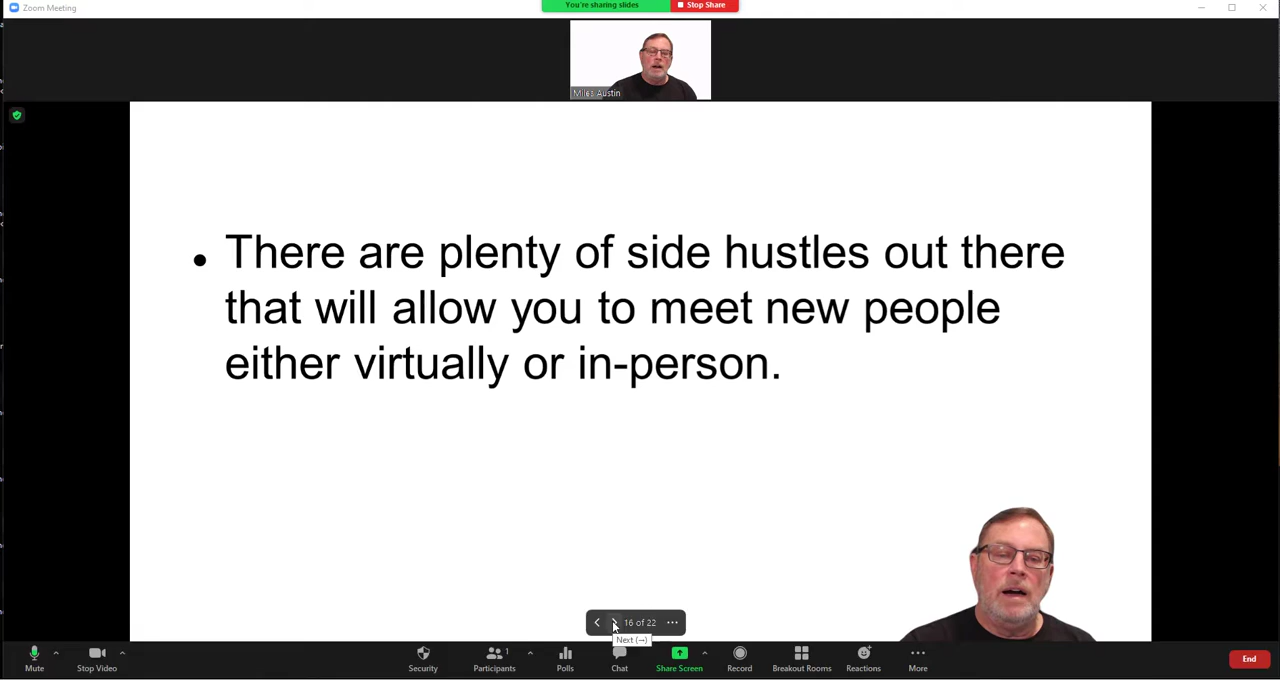 Zoom Meeting
You're sharing slides
Stop Share
Miles Austin
• There are plenty of side hustles out there
that will allow you to meet new people
either virtually or in-person.
16 of 22
Next (→)
1
Mute
Stop Video
Security
Participants
Polls
Chat
Share Screen
Record
Breakout Rooms
Reactions
More
End